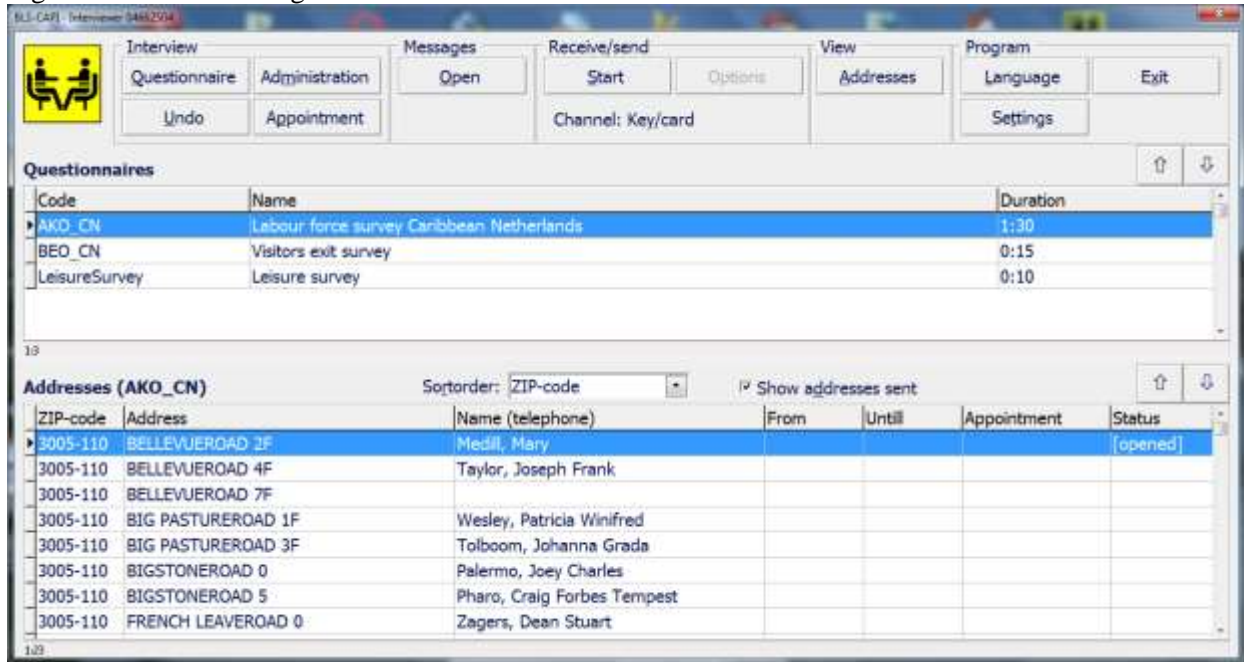 BLS-CAPI - Interviewer 04662504
Interview Messages Receive/send View Program
Questionnaire Administration Open Start Options Addresses Language Exit
Undo Appointment Channel: Key/card Settings
Questionnaires
Code Name Duration
AKO_CN Labour force survey Caribbean Netherlands 1:30
BEO_CN Visitors exit survey 0:15
LeisureSurvey Leisure survey 0:10
Addresses (AKO_CN) Sortorder: ZIP-code Show addresses sent
ZIP-code Address Name (telephone) From Untill Appointment Status
3005-110 BELLEVUEROAD 2F Medill, Mary [opened]
3005-110 BELLEVUEROAD 4F Taylor, Joseph Frank
3005-110 BELLEVUEROAD 7F
3005-110 BIG PASTUREROAD 1F Wesley, Patricia Winifred
3005-110 BIG PASTUREROAD 3F Tolboom, Johanna Grada
3005-110 BIGSTONEROAD 0 Palermo, Joey Charles
3005-110 BIGSTONEROAD 5 Pharo, Craig Forbes Tempest
3005-110 FRENCH LEAVEROAD 0 Zagers, Dean Stuart